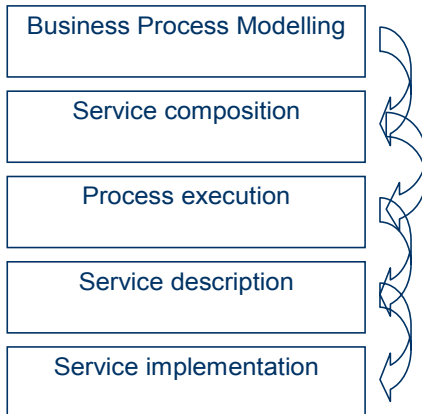 Business Process Modelling
Service composition
Process execution
Service description
Service implementation